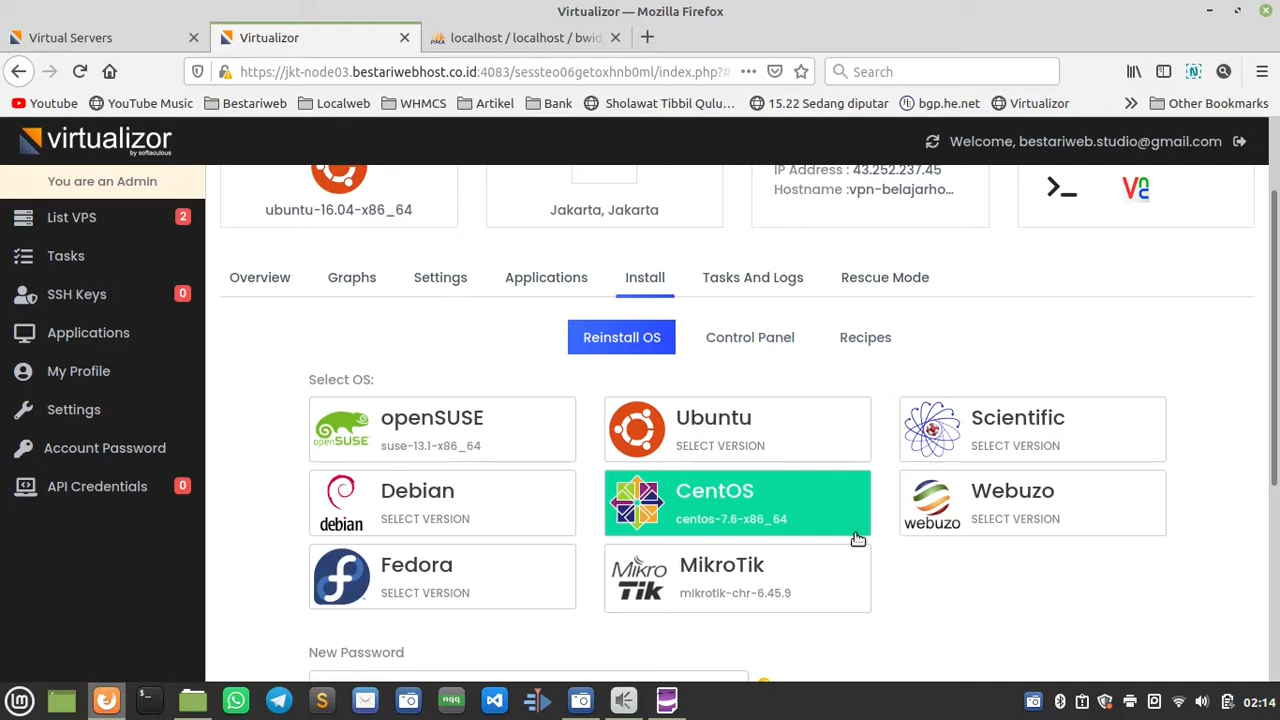 Virtualizor — Mozilla Firefox
Virtual Servers
Virtualizor
localhost / localhost / bwid
https://jkt-node03.bestariwebhost.co.id:4083/sessteo06getoxhnb0ml/index.php?#
Search
Youtube
YouTube Music
Bestariweb
Localweb
WHMCS
Artikel
Bank
Sholawat Tibbil Qulu...
15.22 Sedang diputar
bgp.he.net
Virtualizor
Other Bookmarks
virtualizor
by softaculous
Welcome, bestariweb.studio@gmail.com
You are an Admin
List VPS 2
Tasks
SSH Keys 0
Applications
My Profile
Settings
Account Password
API Credentials 0
ubuntu-16.04-x86_64
Jakarta, Jakarta
IP Address : 43.252.237.45
Hostname :vpn-belajarho...
Overview
Graphs
Settings
Applications
Install
Tasks And Logs
Rescue Mode
Reinstall OS
Control Panel
Recipes
Select OS:
openSUSE
openSUSE
suse-13.1-x86_64
Ubuntu
SELECT VERSION
Scientific
SELECT VERSION
debian
Debian
SELECT VERSION
CentOS
centos-7.6-x86_64
webuzo
Webuzo
SELECT VERSION
Fedora
SELECT VERSION
Mikro
Tik
MikroTik
mikrotik-chr-6.45.9
New Password
nqq
02:14